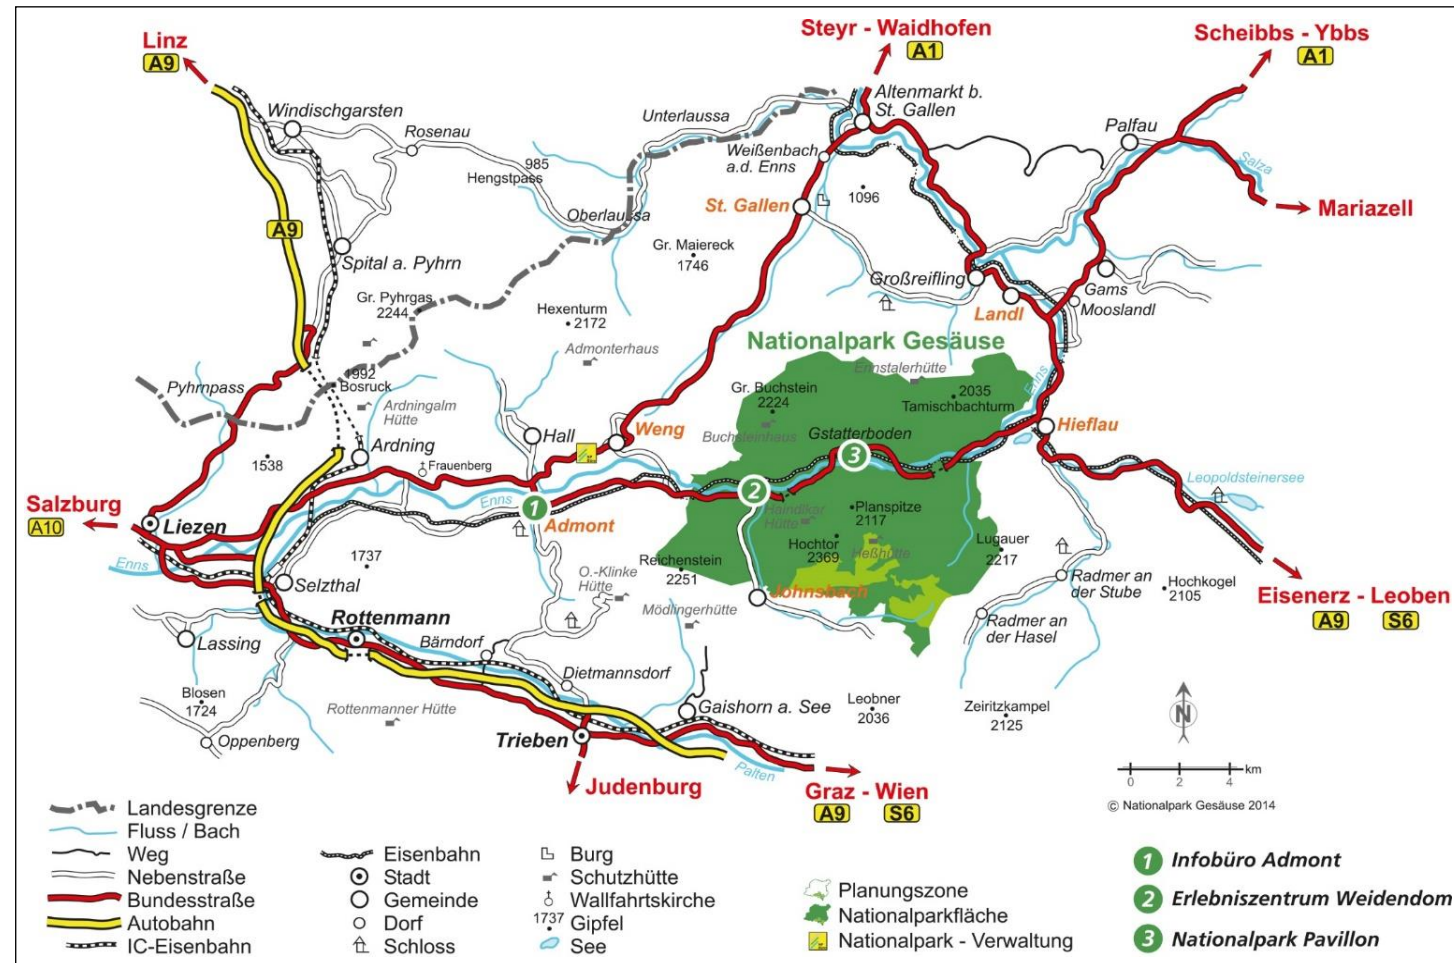 Linz
A9
Steyr - Waidhofen
A1
Scheibbs - Ybbs
A1
Windischgarsten
Rosenau
Unterlaussa
Altenmarkt b.
St. Gallen
Palfau
Salza
985
Hengstpass
Weißenbach
a.d. Enns
1096
St. Gallen
Mariazell
A9
Oberlaussa
Spital a. Pyhrn
Gr. Maiereck
1746
Großreifling
Gams
Landl
Mooslandl
Gr. Pyhrgas
2244
Hexenturm
2172
Admonterhaus
Nationalpark Gesäuse
Ennstalerhütte
Enns
Pyhrnpass
1992
Bosruck
Ardningalm
Hütte
Gr. Buchstein
2224
2035
Tamischbachturm
Buchsteinhaus
Gstatterboden
Hieflau
Ardning
Hall
Weng
1538
Frauenberg
3
Leopoldsteinersee
Salzburg
A10
Liezen
Enns
1
Admont
2
Haindlkar
Hütte
Planspitze
2117
Hochtor
2369
Heßhütte
Lugauer
2217
Enns
1737
Selzthal
Reichenstein
2251
O.-Klinke
Hütte
Mödlingerhütte
Johnsbach
Radmer an
der Stube
Hochkogel
2105
Eisenerz - Leoben
A9 S6
Radmer an
der Hasel
Rottenmann
Lassing
Bärndorf
Dietmannsdorf
Blosen
1724
Rottenmanner Hütte
Gaishorn a. See
Leobner
2036
Zeiritzkampel
2125
N
Oppenberg
Trieben
Palten
Judenburg
Graz - Wien
A9 S6
0 2 4 km
© Nationalpark Gesäuse 2014
Landesgrenze
Fluss / Bach
Weg
Nebenstraße
Bundesstraße
Autobahn
IC-Eisenbahn
Eisenbahn
Stadt
Gemeinde
Dorf
Schloss
Burg
Schutzhütte
Wallfahrtskirche
1737 Gipfel
See
Planungszone
Nationalparkfläche
Nationalpark - Verwaltung
1 Infobüro Admont
2 Erlebniszentrum Weidendom
3 Nationalpark Pavillon